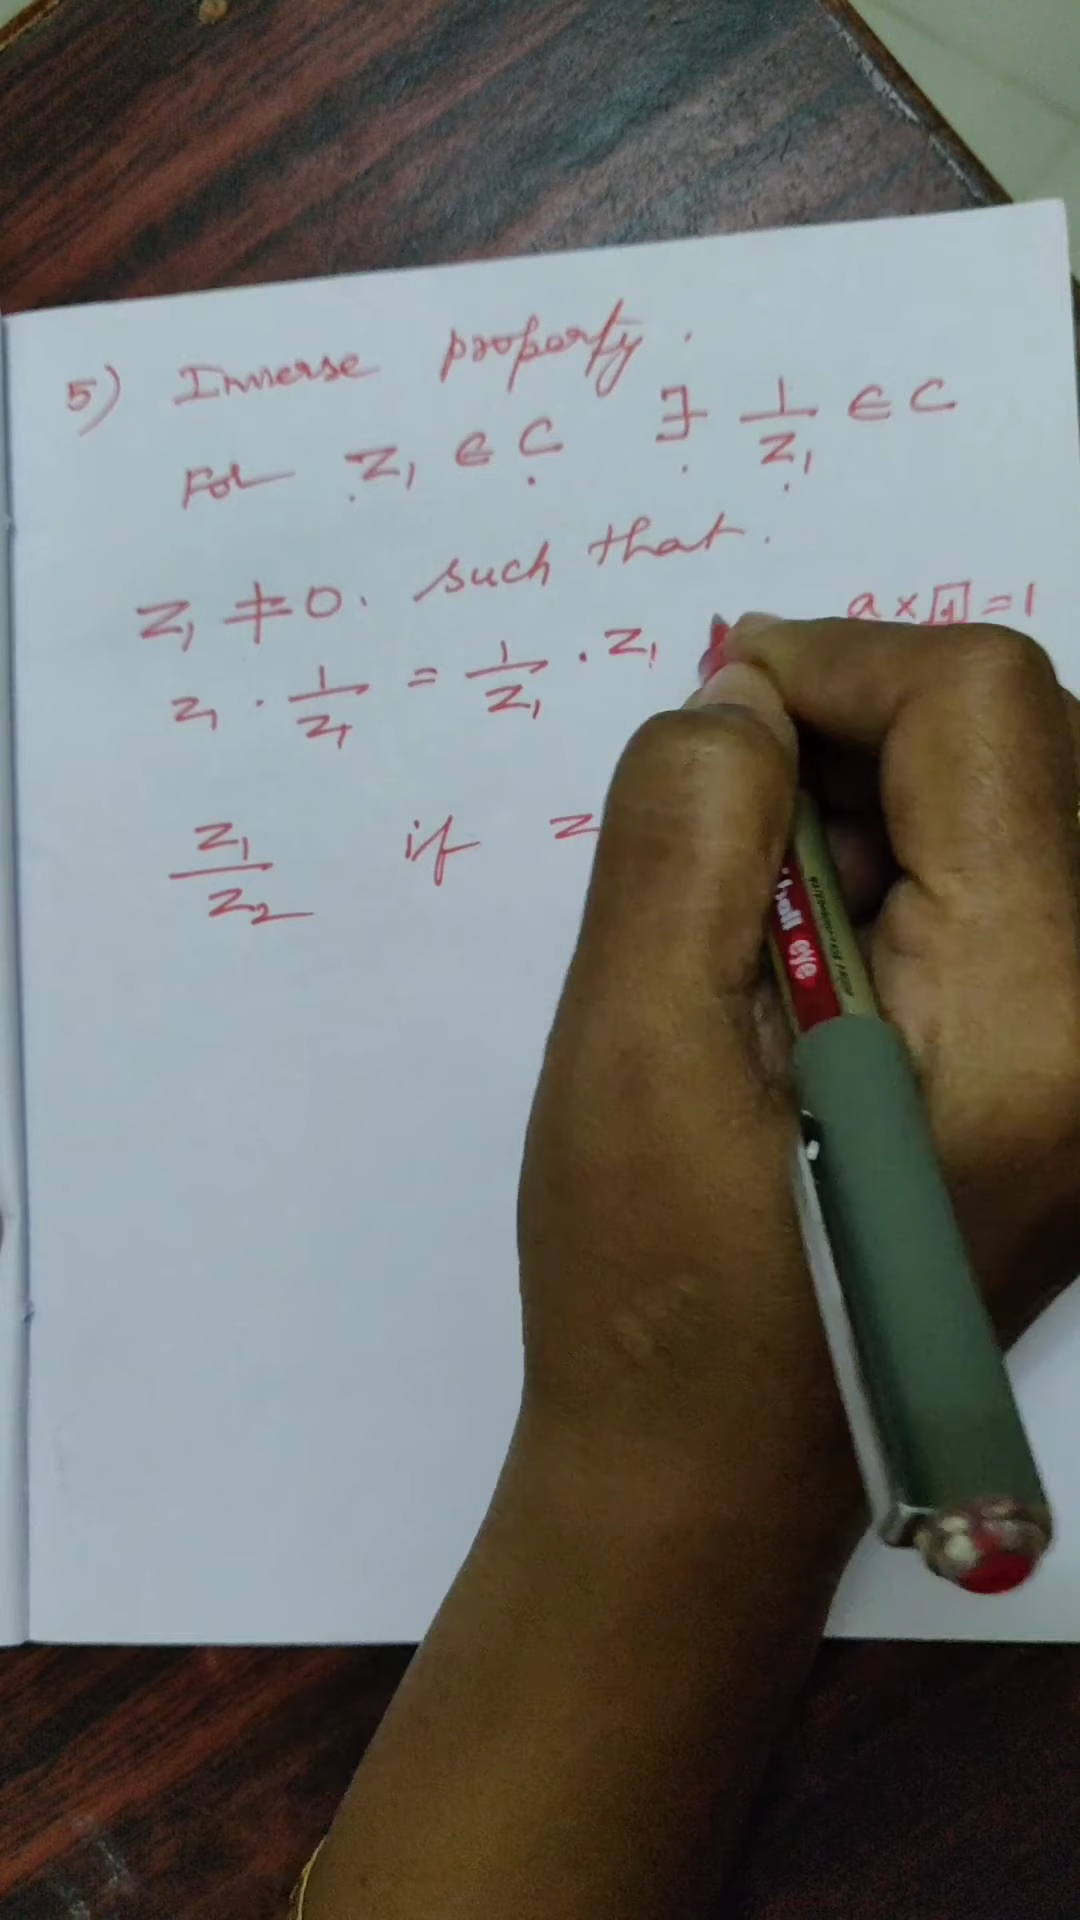 5) Inverse property.
For z₁ ∈ C ∃ 1/z₁ ∈ C
z₁ ≠ 0. such that.
a × = 1
z₁ · 1/z₁ = 1/z₁ · z₁
z₁/z₂ if z
ball eye